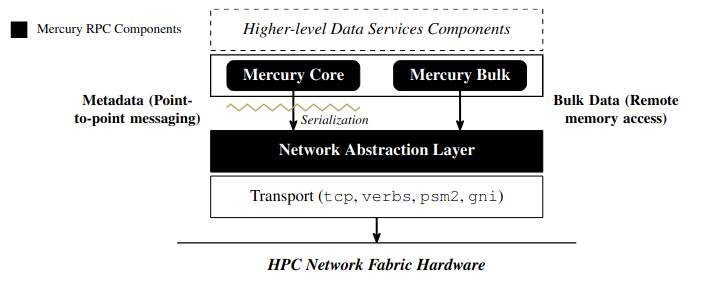 Mercury RPC Components
Higher-level Data Services Components
Mercury Core
Mercury Bulk
Metadata (Point-
to-point messaging)
Bulk Data (Remote
memory access)
Serialization
Network Abstraction Layer
Transport (tcp, verbs, psm2, gni)
HPC Network Fabric Hardware